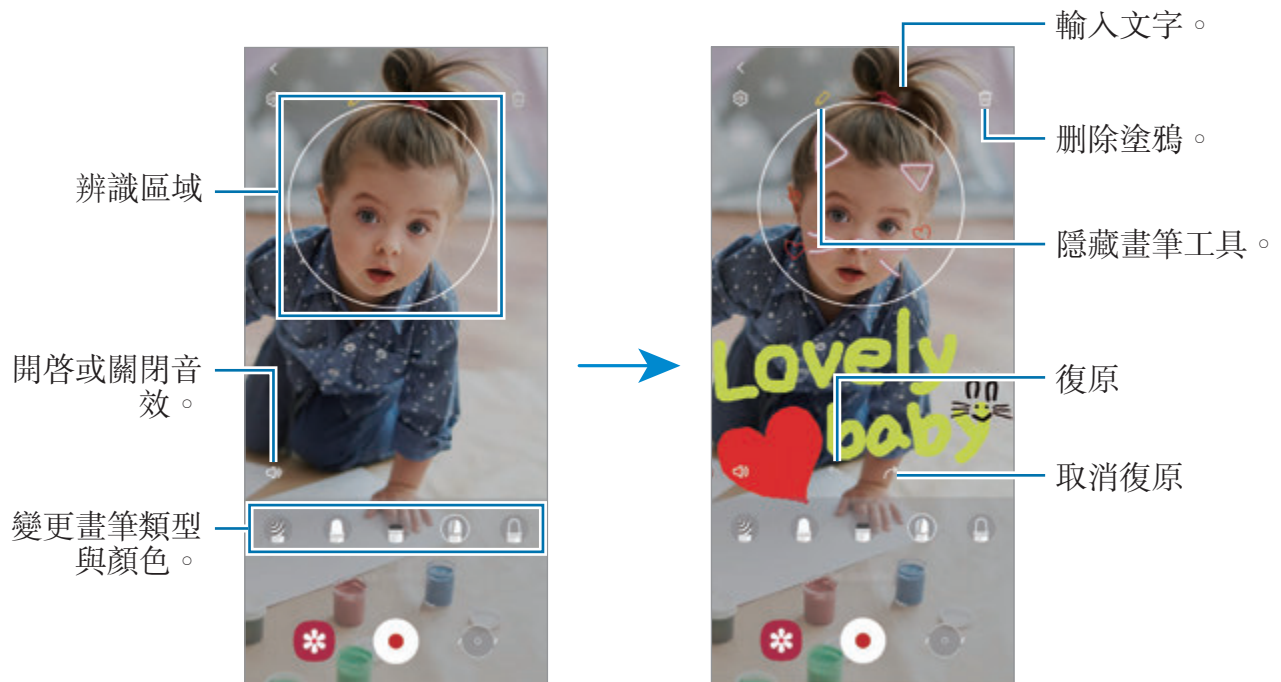 輸入文字。
刪除塗鴉。
辨識區域
隱藏畫筆工具。
開啓或關閉音
效。
Lovely
baby
復原
取消復原
變更畫筆類型
與顏色。